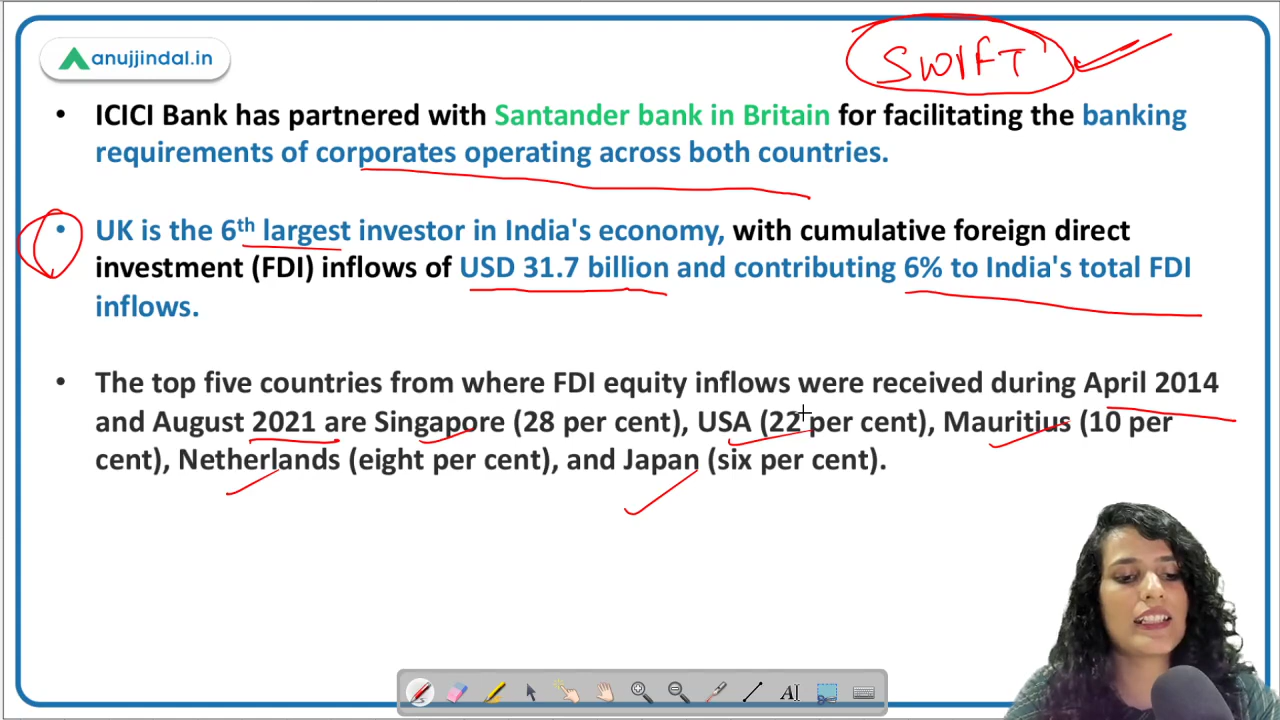 SWIFT
anujjindal.in
• ICICI Bank has partnered with Santander bank in Britain for facilitating the banking
requirements of corporates operating across both countries.
• UK is the 6th largest investor in India's economy, with cumulative foreign direct
investment (FDI) inflows of USD 31.7 billion and contributing 6% to India's total FDI
inflows.
• The top five countries from where FDI equity inflows were received during April 2014
and August 2021 are Singapore (28 per cent), USA (22 per cent), Mauritius (10 per
cent), Netherlands (eight per cent), and Japan (six per cent).
A